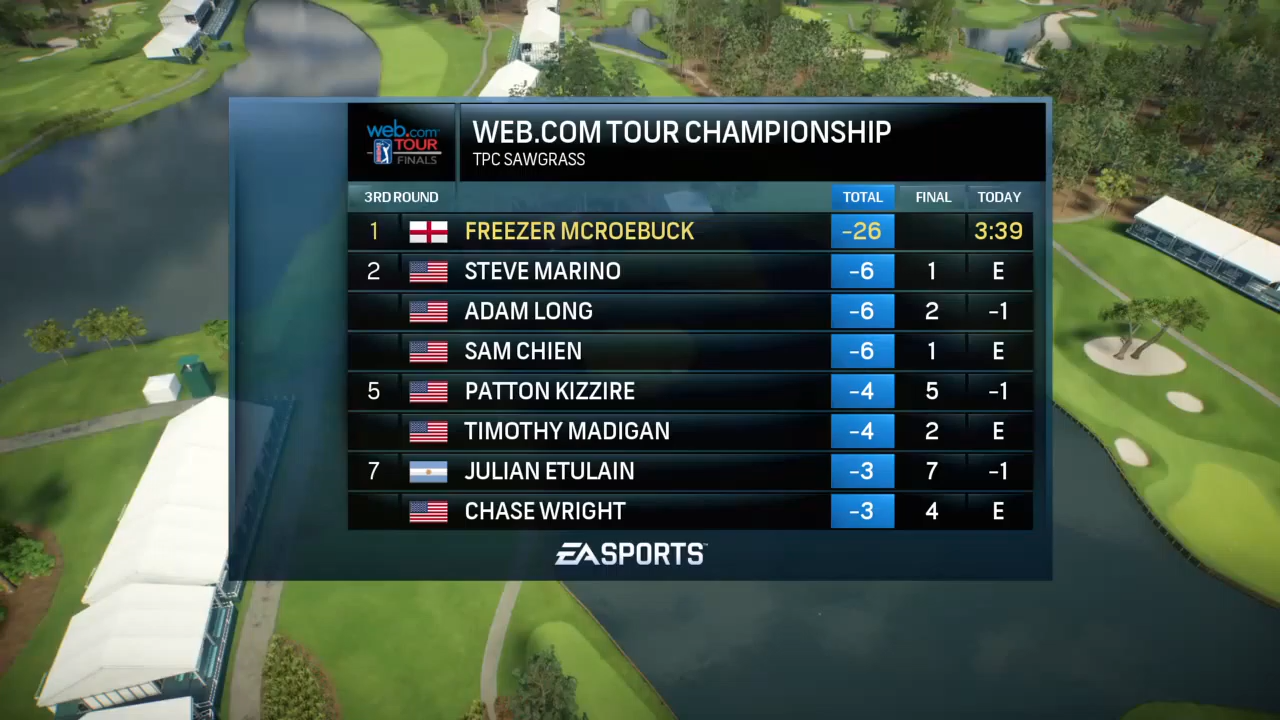 web.com
TOUR
FINALS
WEB.COM TOUR CHAMPIONSHIP
TPC SAWGRASS
3RD ROUND TOTAL FINAL TODAY
1 FREEZER MCROEBUCK -26 3:39
2 STEVE MARINO -6 1 E
ADAM LONG -6 2 -1
SAM CHIEN -6 1 E
5 PATTON KIZZIRE -4 5 -1
TIMOTHY MADIGAN -4 2 E
7 JULIAN ETULAIN -3 7 -1
CHASE WRIGHT -3 4 E
EA SPORTS™